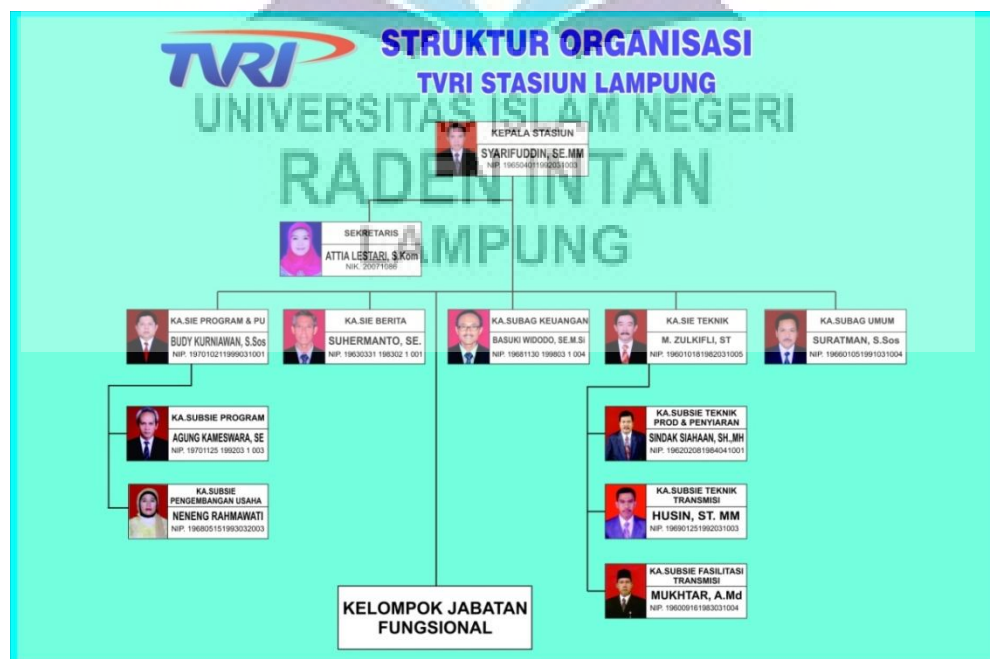 TVRI
STRUKTUR ORGANISASI
TVRI STASIUN LAMPUNG
UNIVERSITAS ISLAM NEGERI
RADEN INTAN
LAMPUNG
KEPALA STASIUN
SYARIFUDDIN, SE.MM
NIP. 196504011992031003
SEKRETARIS
ATTIA LESTARI, S.Kom
NIK. 20071086
KA.SIE PROGRAM & PU
BUDY KURNIAWAN, S.Sos
NIP. 197010211999031001
KA.SIE BERITA
SUHERMANTO, SE.
NIP. 19630331 198302 1 001
KA.SUBAG KEUANGAN
BASUKI WIDODO, SE.M.Si
NIP. 19681130 199803 1 004
KA.SIE TEKNIK
M. ZULKIFLI, ST
NIP. 196010181982031005
KA.SUBAG UMUM
SURATMAN, S.Sos
NIP. 196601051991031004
KA.SUBSIE PROGRAM
AGUNG KAMESWARA, SE
NIP. 19701125 199203 1 003
KA.SUBSIE
PENGEMBANGAN USAHA
NENENG RAHMAWATI
NIP. 196805151993032003
KA.SUBSIE TEKNIK
PROD & PENYIARAN
SINDAK SIAHAAN, SH.,MH
NIP. 196202081984041001
KA.SUBSIE TEKNIK
TRANSMISI
HUSIN, ST. MM
NIP. 196901251992031003
KA.SUBSIE FASILITASI
TRANSMISI
MUKHTAR, A.Md
NIP. 196009161983031004
KELOMPOK JABATAN
FUNGSIONAL